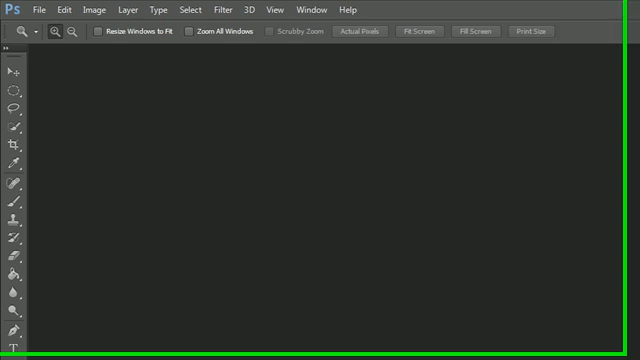 Ps File Edit Image Layer Type Select Filter 3D View Window Help
Resize Windows to Fit Zoom All Windows Scrubby Zoom Actual Pixels Fit Screen Fill Screen Print Size
T